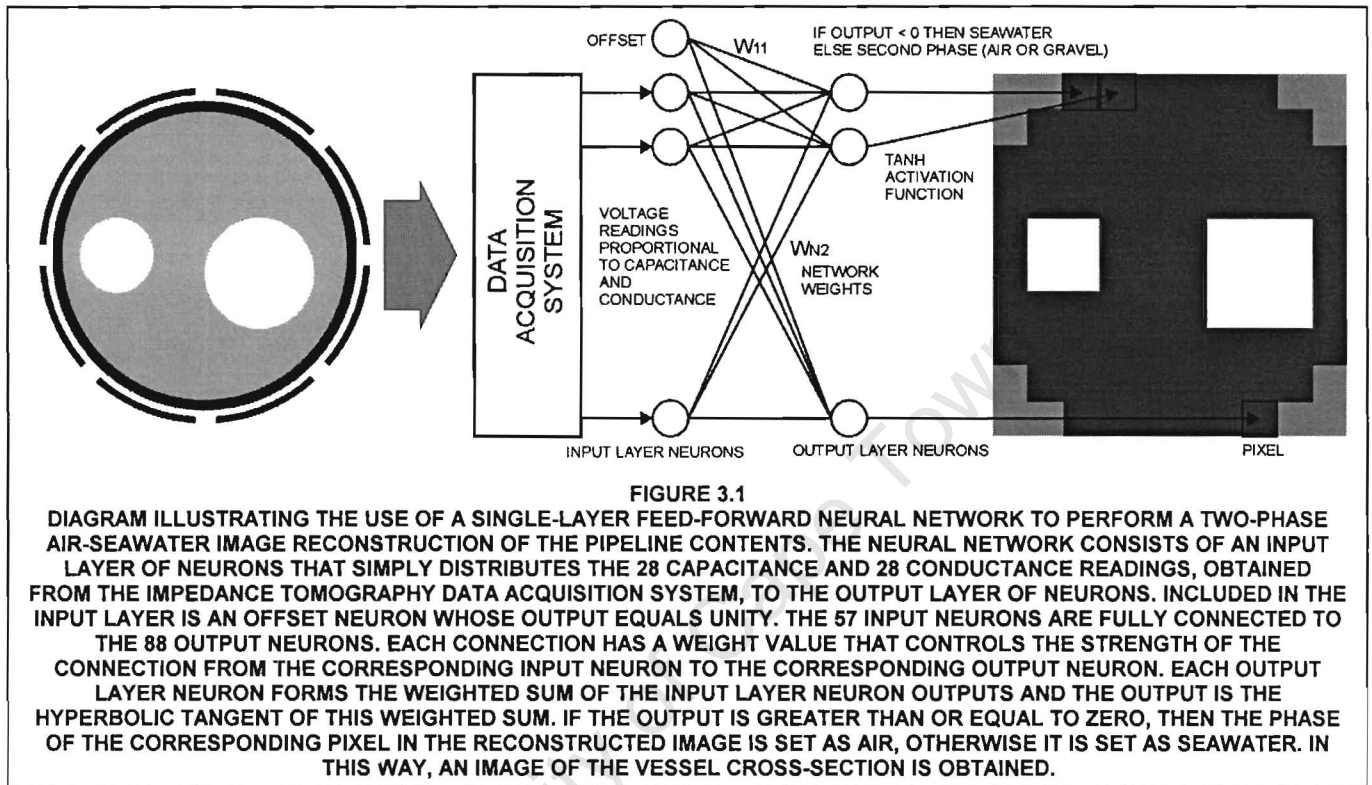 OFFSET
W11
IF OUTPUT < 0 THEN SEAWATER
ELSE SECOND PHASE (AIR OR GRAVEL)
DATA
ACQUISITION
SYSTEM
VOLTAGE
READINGS
PROPORTIONAL
TO CAPACITANCE
AND
CONDUCTANCE
TANH
ACTIVATION
FUNCTION
WN2
NETWORK
WEIGHTS
INPUT LAYER NEURONS
OUTPUT LAYER NEURONS
PIXEL
FIGURE 3.1
DIAGRAM ILLUSTRATING THE USE OF A SINGLE-LAYER FEED-FORWARD NEURAL NETWORK TO PERFORM A TWO-PHASE
AIR-SEAWATER IMAGE RECONSTRUCTION OF THE PIPELINE CONTENTS. THE NEURAL NETWORK CONSISTS OF AN INPUT
LAYER OF NEURONS THAT SIMPLY DISTRIBUTES THE 28 CAPACITANCE AND 28 CONDUCTANCE READINGS, OBTAINED
FROM THE IMPEDANCE TOMOGRAPHY DATA ACQUISITION SYSTEM, TO THE OUTPUT LAYER OF NEURONS. INCLUDED IN THE
INPUT LAYER IS AN OFFSET NEURON WHOSE OUTPUT EQUALS UNITY. THE 57 INPUT NEURONS ARE FULLY CONNECTED TO
THE 88 OUTPUT NEURONS. EACH CONNECTION HAS A WEIGHT VALUE THAT CONTROLS THE STRENGTH OF THE
CONNECTION FROM THE CORRESPONDING INPUT NEURON TO THE CORRESPONDING OUTPUT NEURON. EACH OUTPUT
LAYER NEURON FORMS THE WEIGHTED SUM OF THE INPUT LAYER NEURON OUTPUTS AND THE OUTPUT IS THE
HYPERBOLIC TANGENT OF THIS WEIGHTED SUM. IF THE OUTPUT IS GREATER THAN OR EQUAL TO ZERO, THEN THE PHASE
OF THE CORRESPONDING PIXEL IN THE RECONSTRUCTED IMAGE IS SET AS AIR, OTHERWISE IT IS SET AS SEAWATER. IN
THIS WAY, AN IMAGE OF THE VESSEL CROSS-SECTION IS OBTAINED.
ity of Cape Town